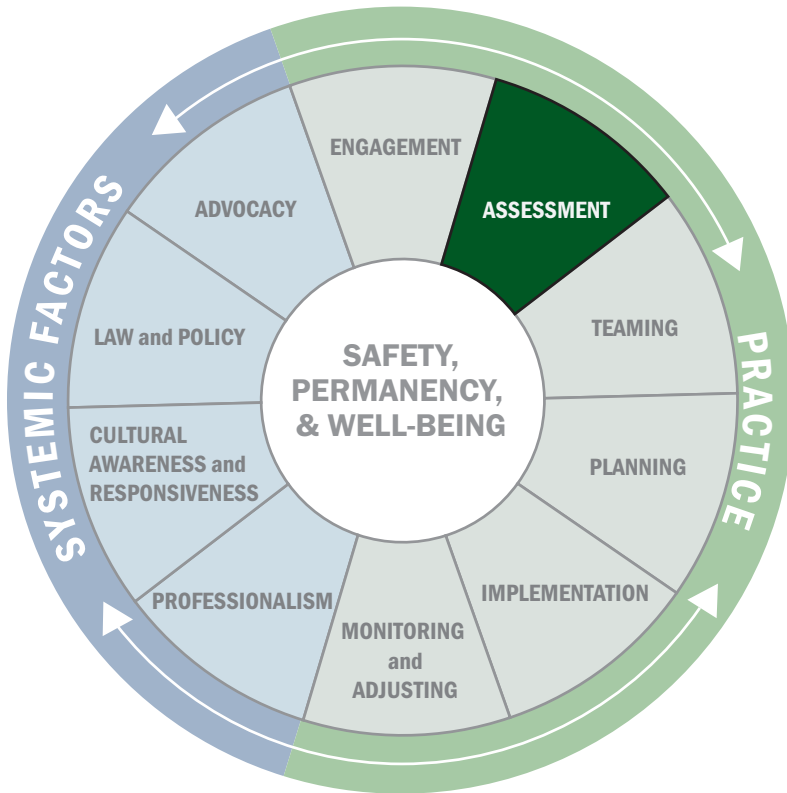 SYSTEMIC FACTORS
PRACTICE
ENGAGEMENT
ASSESSMENT
TEAMING
PLANNING
IMPLEMENTATION
MONITORING
and
ADJUSTING
PROFESSIONALISM
CULTURAL
AWARENESS and
RESPONSIVENESS
LAW and POLICY
ADVOCACY
SAFETY,
PERMANENCY,
& WELL-BEING